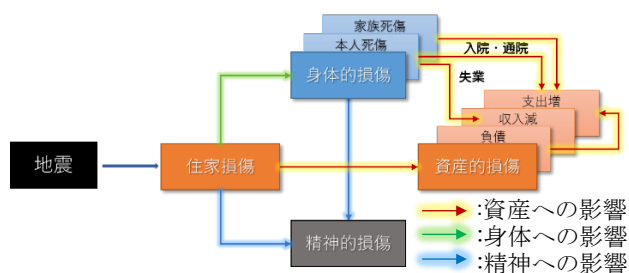 家族死傷
本人死傷
身体的損傷
入院・通院
失業
支出増
収入減
負債
資産的損傷
地震
住家損傷
精神的損傷
:資産への影響
:身体への影響
:精神への影響